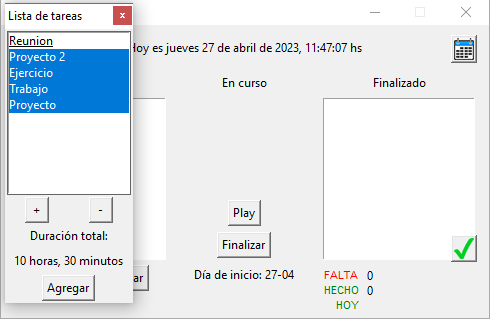 Lista de tareas
x
Reunion
Proyecto 2
Ejercicio
Trabajo
Proyecto
+ -
Duración total:
10 horas, 30 minutos
Agregar
Hoy es jueves 27 de abril de 2023, 11:47:07 hs
En curso
Finalizado
Play
Finalizar
Día de inicio: 27-04
FALTA 0
HECHO 0
HOY